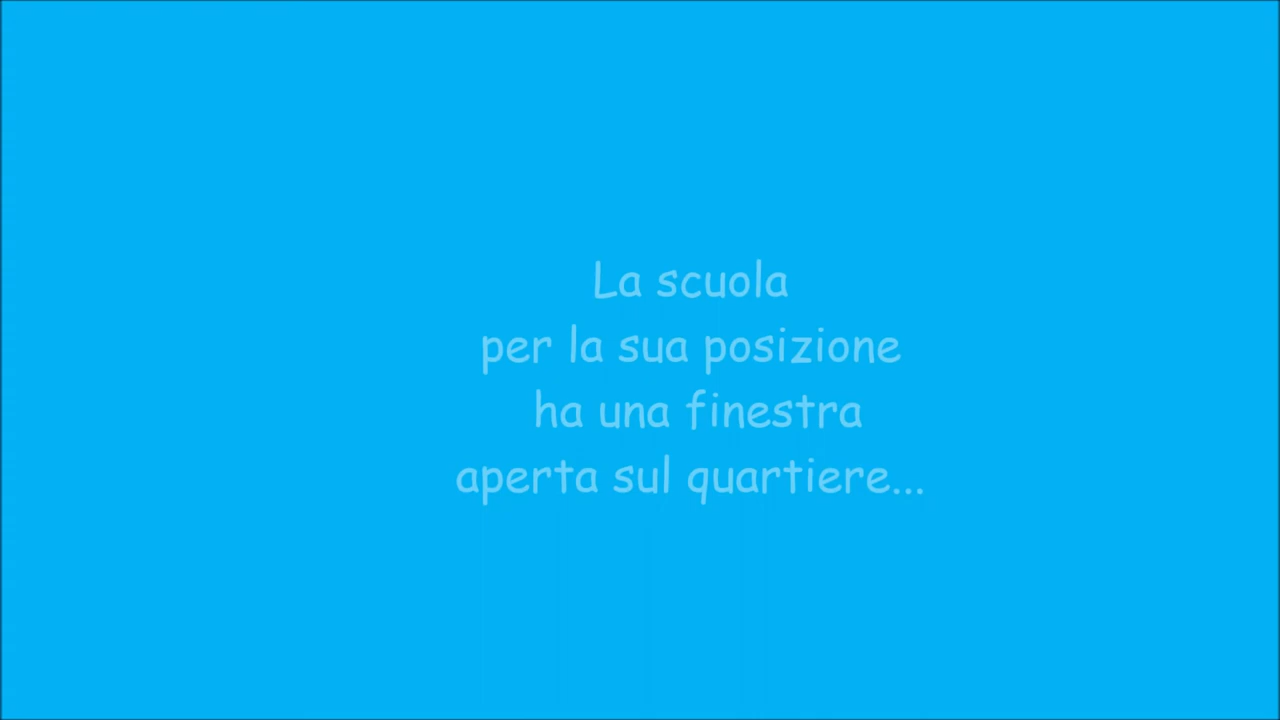 La scuola
per la sua posizione
ha una finestra
aperta sul quartiere...